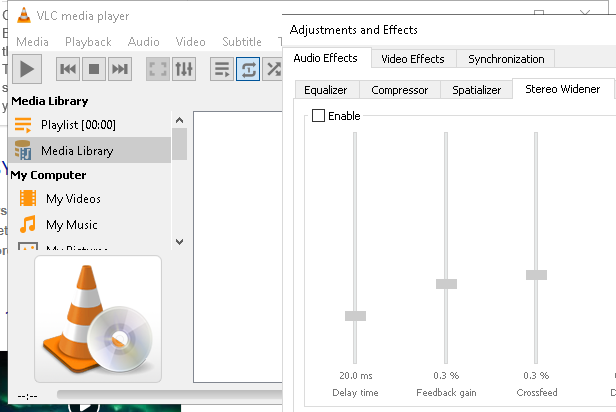 VLC media player
Media Playback Audio Video Subtitle
Media Library
Playlist [00:00]
Media Library
My Computer
My Videos
My Music
My Pictures
--:--
Adjustments and Effects
Audio Effects Video Effects Synchronization
Equalizer Compressor Spatializer Stereo Widener
Enable
20.0 ms 0.3 % 0.3 %
Delay time Feedback gain Crossfeed